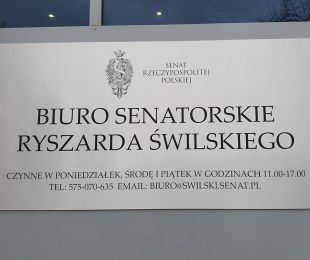 SENAT
RZECZYPOSPOLITEJ
POLSKIEJ
BIURO SENATORSKIE
RYSZARDA ŚWILSKIEGO
CZYNNE W PONIEDZIAŁEK, ŚRODĘ I PIĄTEK W GODZINACH 11.00-17.00
TEL: 575-070-635 EMAIL: BIURO@SWILSKI.SENAT.PL